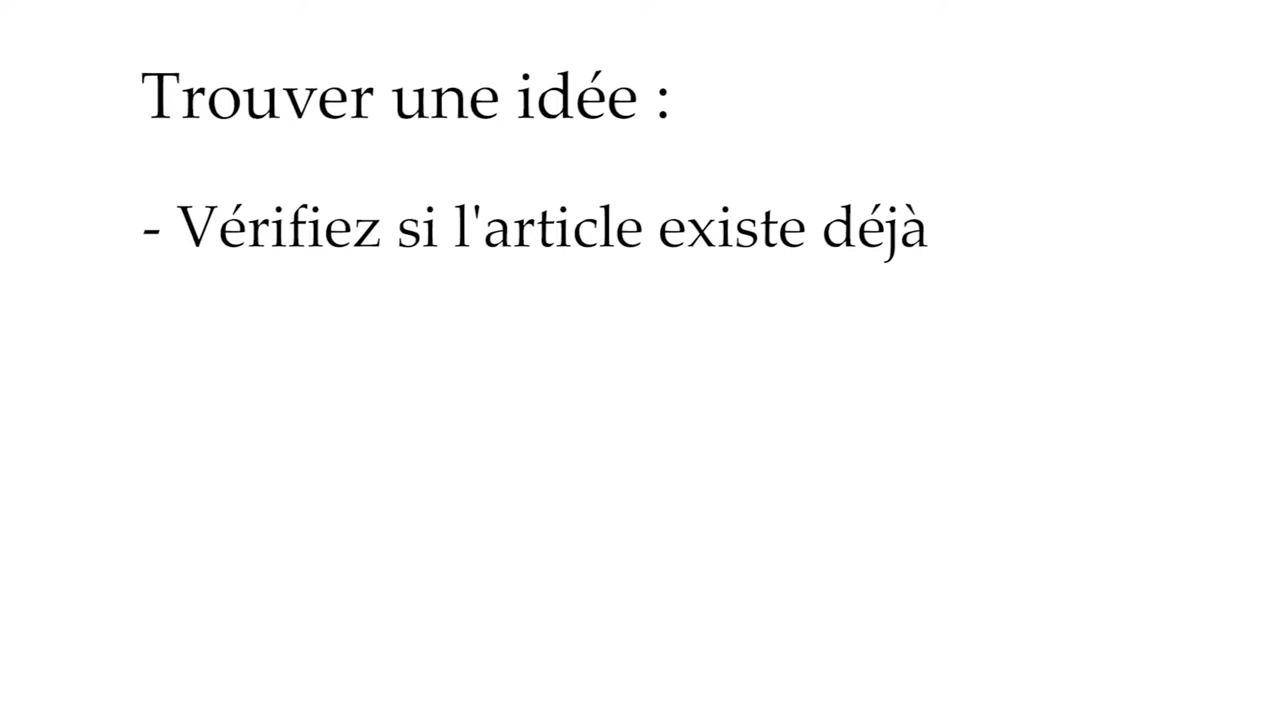 Trouver une idée :
- Vérifiez si l'article existe déjà